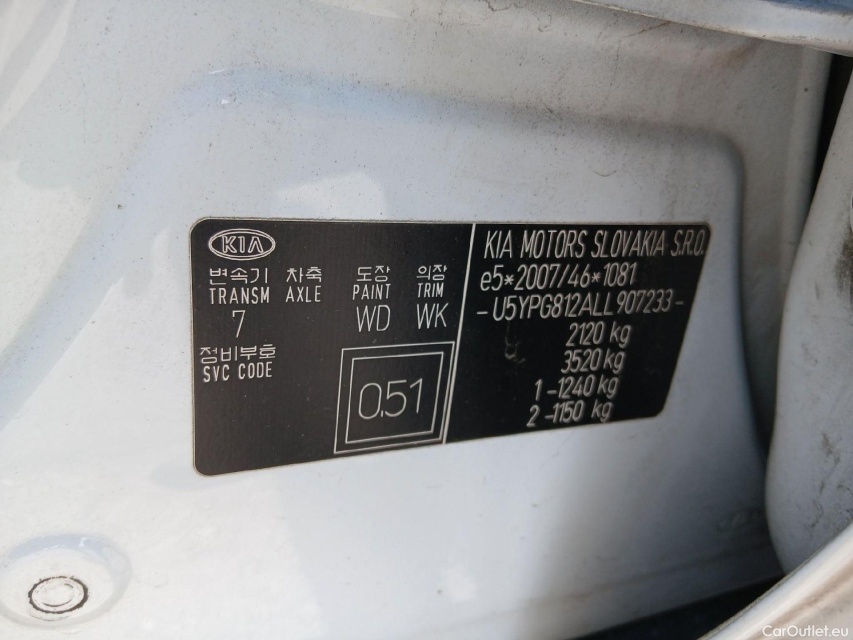 KIA
변속기 차축 도장 의장
TRANSM AXLE PAINT TRIM
7 WD WK
정비부호
SVC CODE
0.51
KIA MOTORS SLOVAKIA S.R.O.
e5*2007/46*1081
-U5YPG812ALL907233-
2120 kg
3520 kg
1-1240 kg
2-1150 kg
CarOutlet.eu